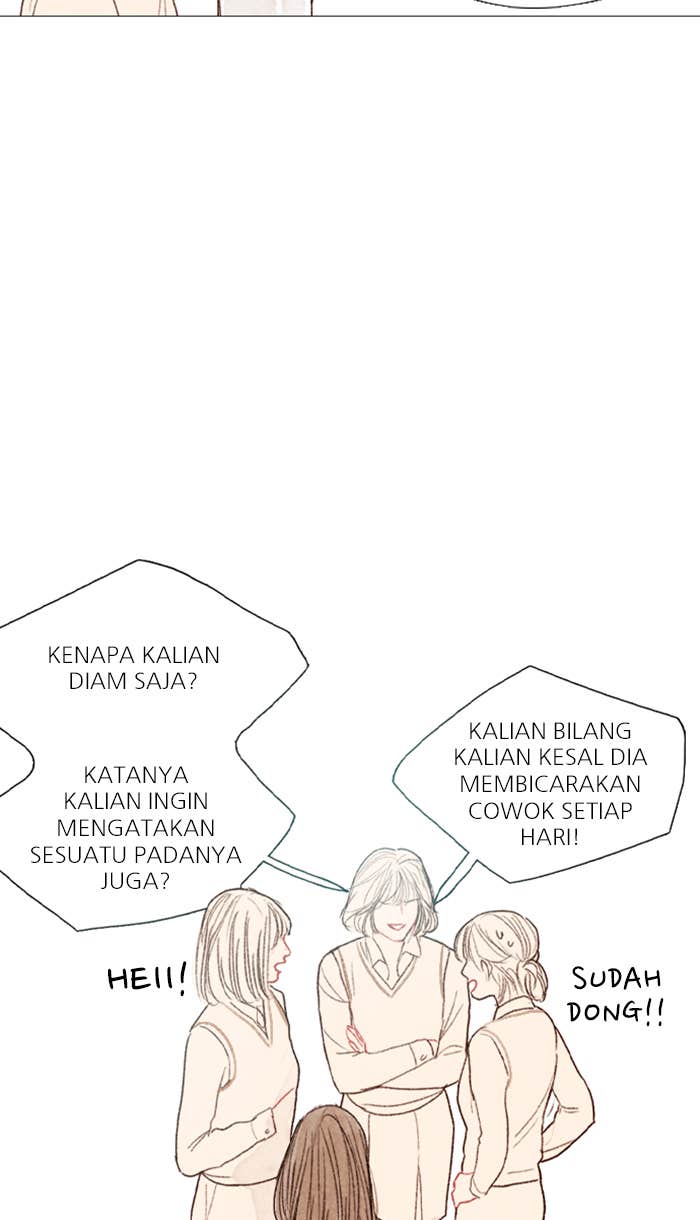 KENAPA KALIAN
DIAM SAJA?
KATANYA
KALIAN INGIN
MENGATAKAN
SESUATU PADANYA
JUGA?
KALIAN BILANG
KALIAN KESAL DIA
MEMBICARAKAN
COWOK SETIAP
HARI!
HEII!
SUDAH
DONG!!